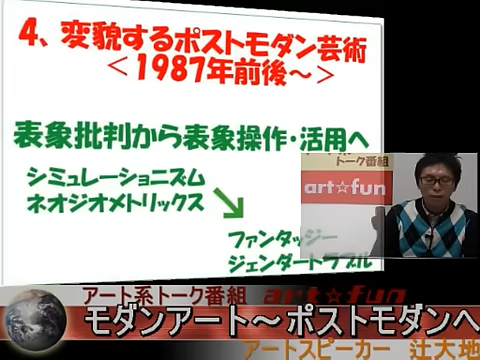 4、変貌するポストモダン芸術
＜1987年前後～＞
表象批判から表象操作・活用へ
シミュレーショニズム
ネオジオメトリックス
ファンタッジー
ジェンダートラブル
トーク番組
art☆fun
アート系トーク番組 art☆fun
モダンアート～ポストモダンへ
アートスピーカー 辻大地